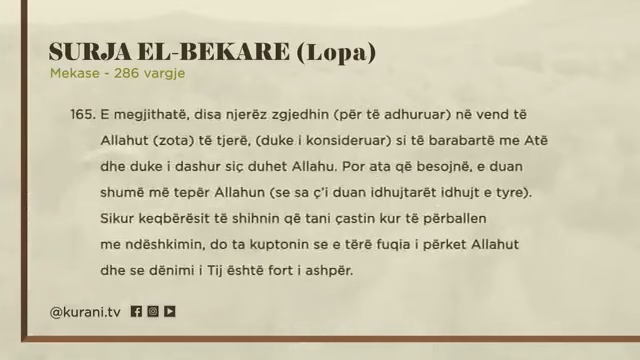 SURJA EL-BEKARE (Lopa)
Mekase - 286 vargje
165. E megjithatë, disa njerëz zgjedhin (për të adhuruar) në vend të
Allahut (zota) të tjerë, (duke i konsideruar) si të barabartë me Atë
dhe duke i dashur siç duhet Allahu. Por ata që besojnë, e duan
shumë më tepër Allahun (se sa ç'i duan idhujtarët idhujt e tyre).
Sikur keqbërësit të shihnin që tani çastin kur të përballen
me ndëshkimin, do ta kuptonin se e tërë fuqia i përket Allahut
dhe se dënimi i Tij është fort i ashpër.
@kurani.tv